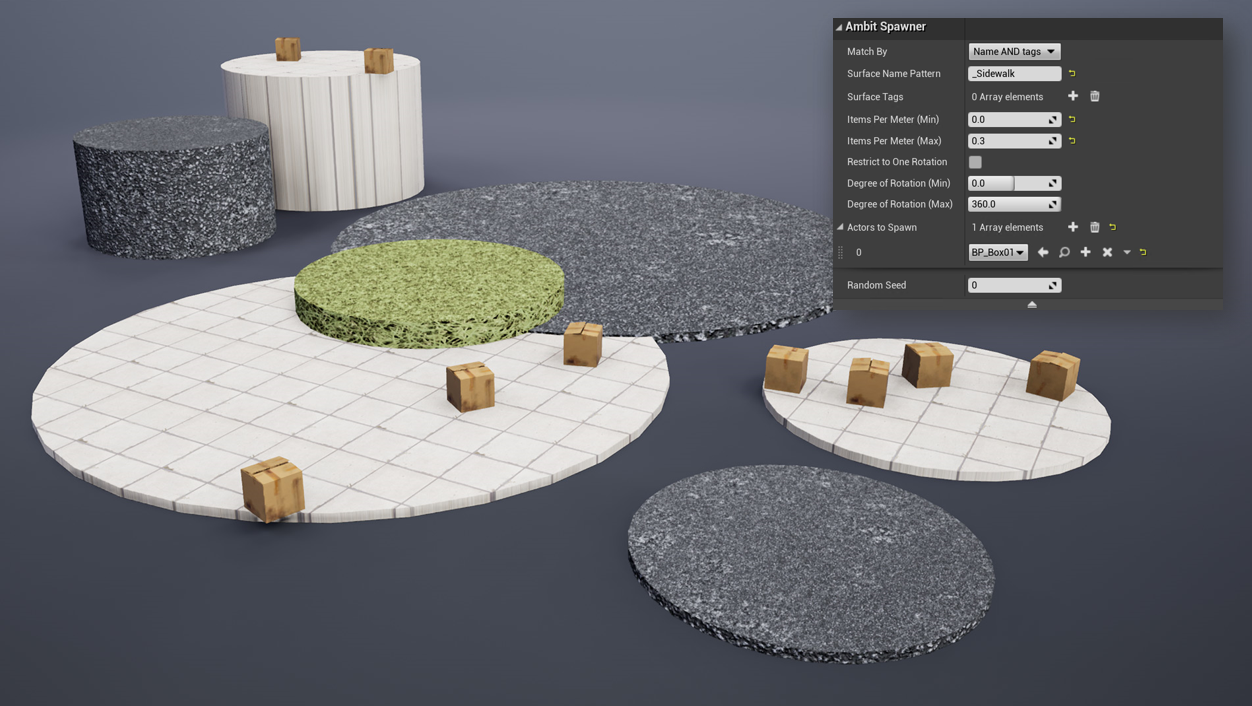 Ambit Spawner
Match By Name AND tags
Surface Name Pattern _Sidewalk
Surface Tags 0 Array elements
Items Per Meter (Min) 0.0
Items Per Meter (Max) 0.3
Restrict to One Rotation
Degree of Rotation (Min) 0.0
Degree of Rotation (Max) 360.0
Actors to Spawn 1 Array elements
0 BP_Box01
Random Seed 0